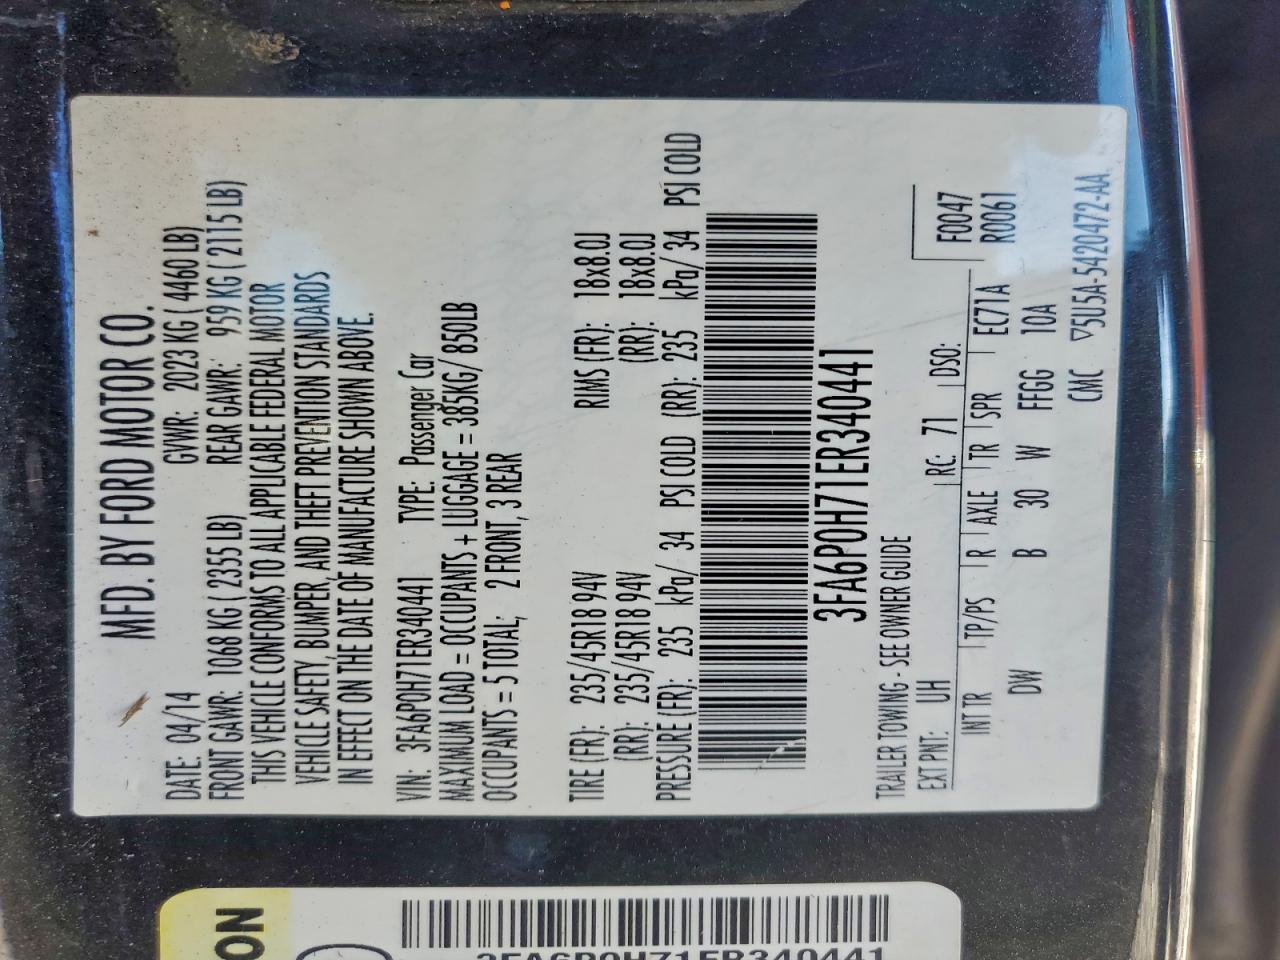 MFD. BY FORD MOTOR CO.
DATE: 04/14 GVWR: 2023 KG ( 4460 LB)
FRONT GAWR: 1068 KG ( 2355 LB) REAR GAWR: 959 KG ( 2115 LB)
THIS VEHICLE CONFORMS TO ALL APPLICABLE FEDERAL MOTOR
VEHICLE SAFETY, BUMPER, AND THEFT PREVENTION STANDARDS
IN EFFECT ON THE DATE OF MANUFACTURE SHOWN ABOVE.
VIN: 3FA6P0H71ER340441 TYPE: Passenger Car
MAXIMUM LOAD = OCCUPANTS + LUGGAGE = 385KG/ 850LB
OCCUPANTS = 5 TOTAL; 2 FRONT, 3 REAR
TIRE (FR): 235/45R18 94V RIMS (FR): 18x8.0J
(RR): 235/45R18 94V (RR): 18x8.0J
PRESSURE (FR): 235 kPa/ 34 PSI COLD (RR): 235 kPa/ 34 PSI COLD
3FA6P0H71ER340441
TRAILER TOWING - SEE OWNER GUIDE
EXT PNT: UH RC: 71 DSO: F0047
INT TR TP/PS R AXLE TR SPR EC71A R0061
DW B 30 W FFGG 10A
CMC ▽5U5A-5420472-AA
ON
3FA6P0H71ER340441